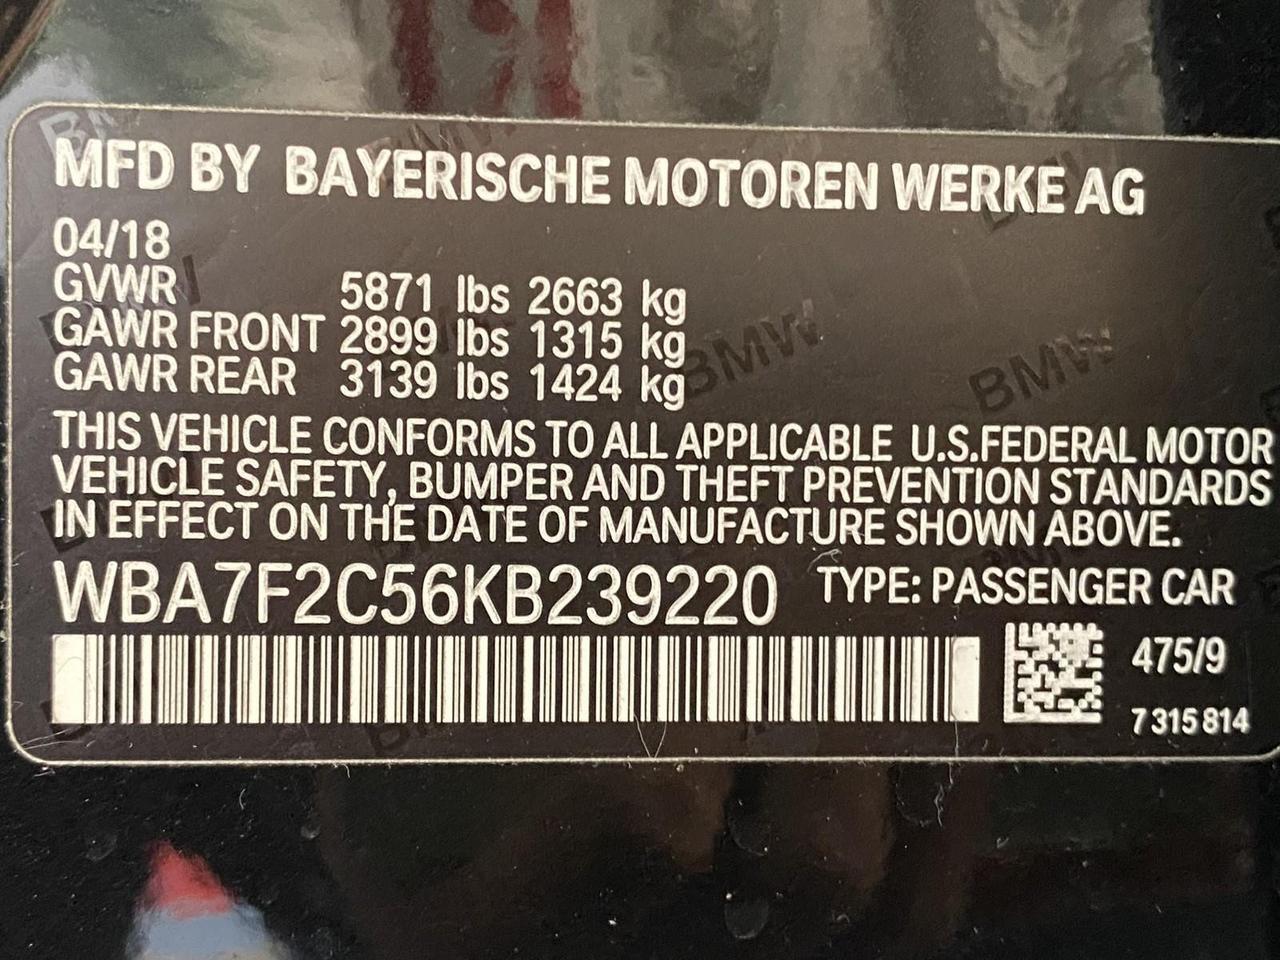 MFD BY BAYERISCHE MOTOREN WERKE AG
04/18
GVWR 5871 lbs 2663 kg
GAWR FRONT 2899 lbs 1315 kg
GAWR REAR 3139 lbs 1424 kg
THIS VEHICLE CONFORMS TO ALL APPLICABLE U.S.FEDERAL MOTOR
VEHICLE SAFETY, BUMPER AND THEFT PREVENTION STANDARDS
IN EFFECT ON THE DATE OF MANUFACTURE SHOWN ABOVE.
WBA7F2C56KB239220 TYPE: PASSENGER CAR
475/9
7 315 814
BMW
BMW